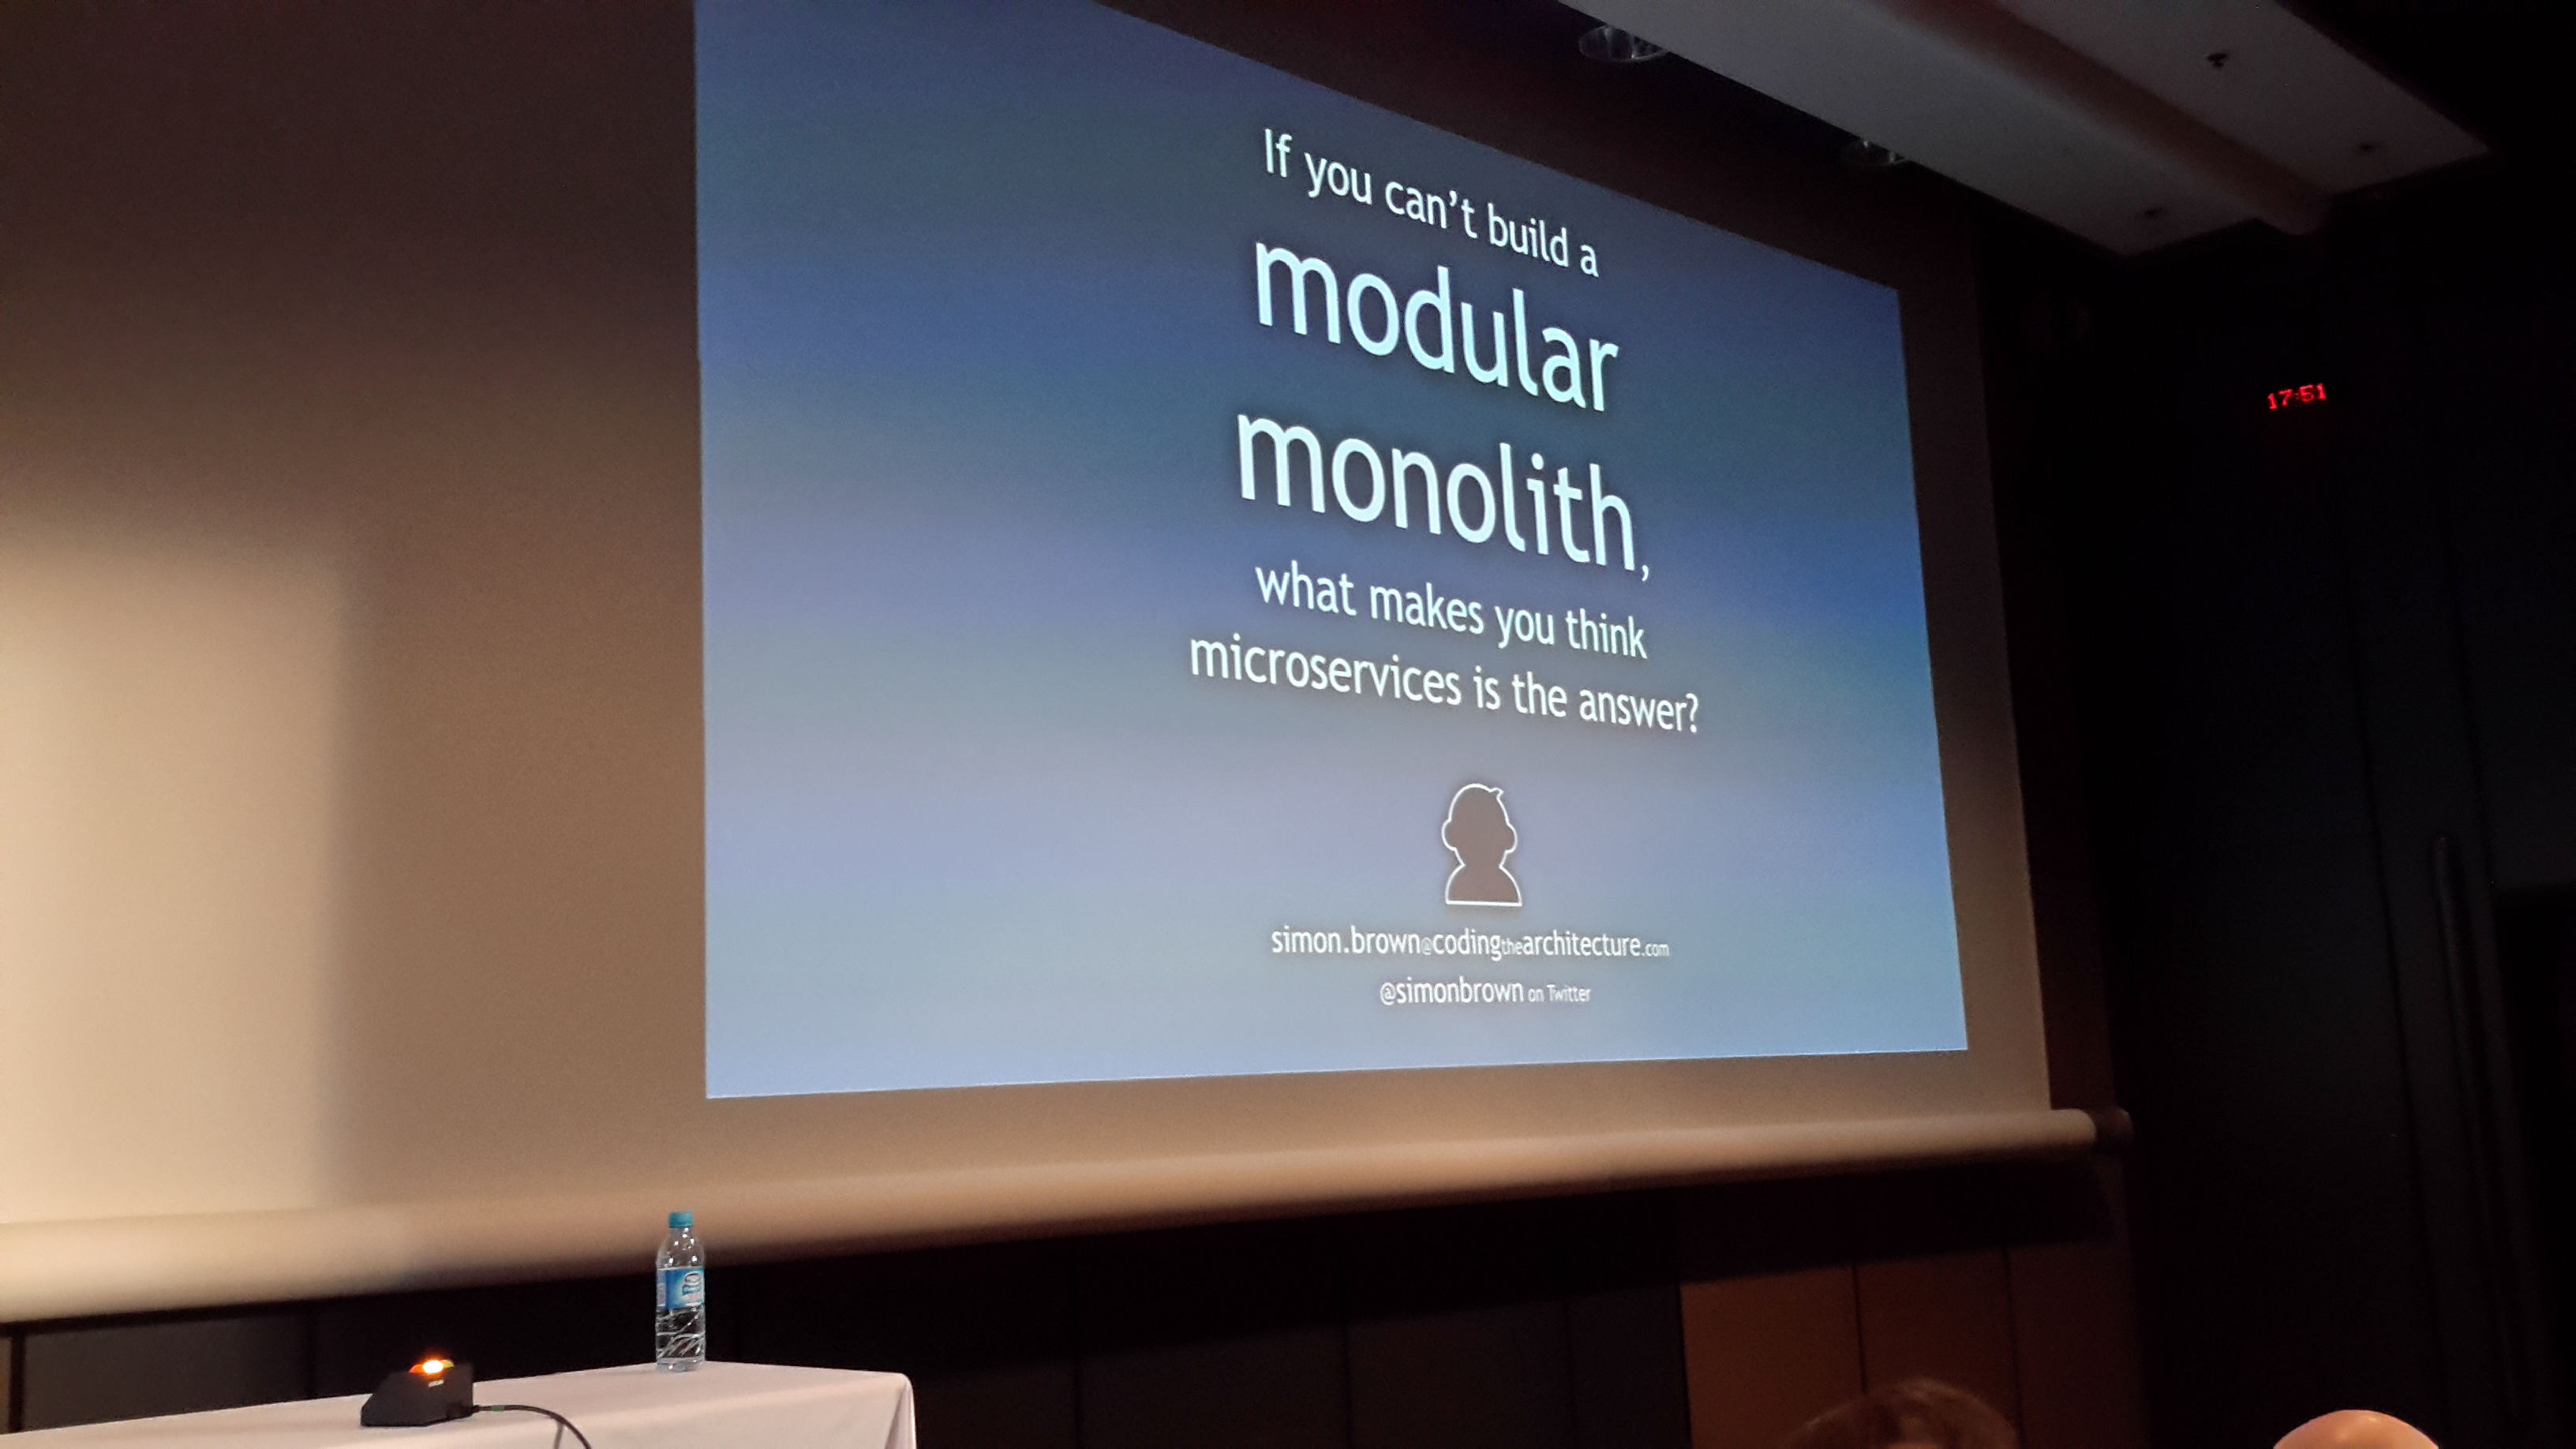 If you can't build a
modular
monolith,
what makes you think
microservices is the answer?
simon.brown@codingthearchitecture.com
@simonbrown on Twitter
17:51